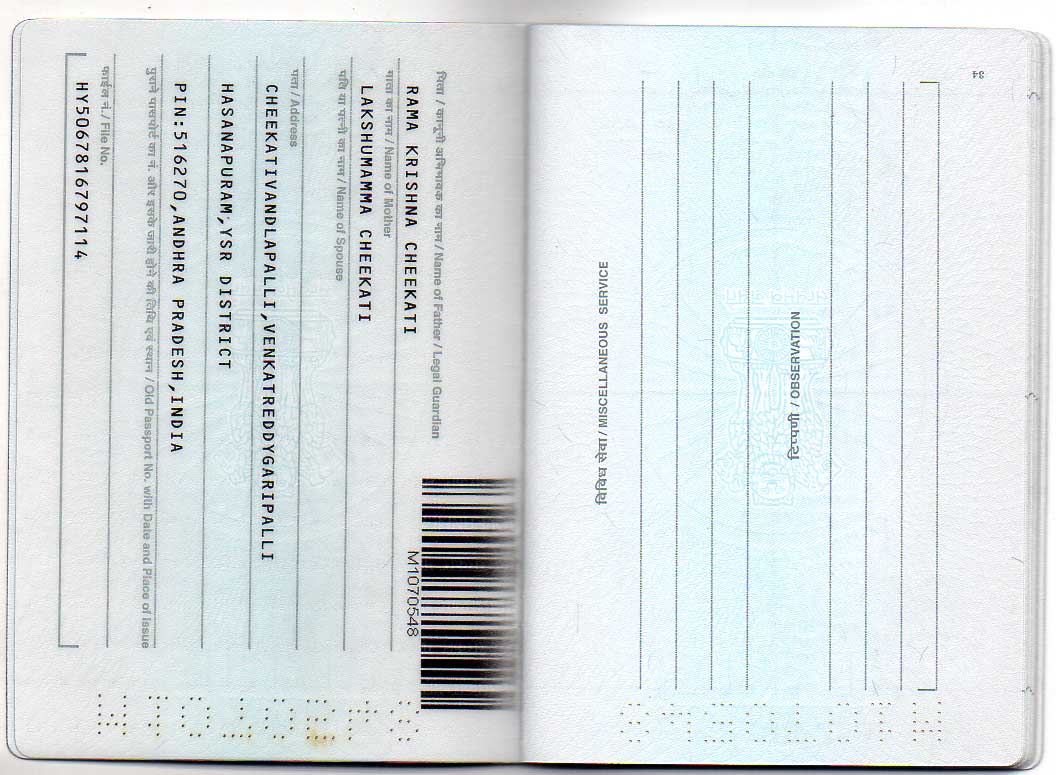 पिता / कानूनी अभिभावक का नाम / Name of Father / Legal Guardian
RAMA KRISHNA CHEEKATI
माता का नाम / Name of Mother
LAKSHUMAMMA CHEEKATI
पति या पत्नी का नाम / Name of Spouse
पता / Address
CHEEKATIVANDLAPALLI,VENKATREDDYGARIPALLI
HASANAPURAM,YSR DISTRICT
PIN:516270,ANDHRA PRADESH,INDIA
पुराने पासपोर्ट का नं. और इसके जारी होने की तिथि एवं स्थान / Old Passport No. with Date and Place of Issue
फाईल नं. / File No.
HY5067816797114
M1070548
M1070548
34
टिप्पणी / OBSERVATION
विविध सेवा / MISCELLANEOUS SERVICE
M1070548